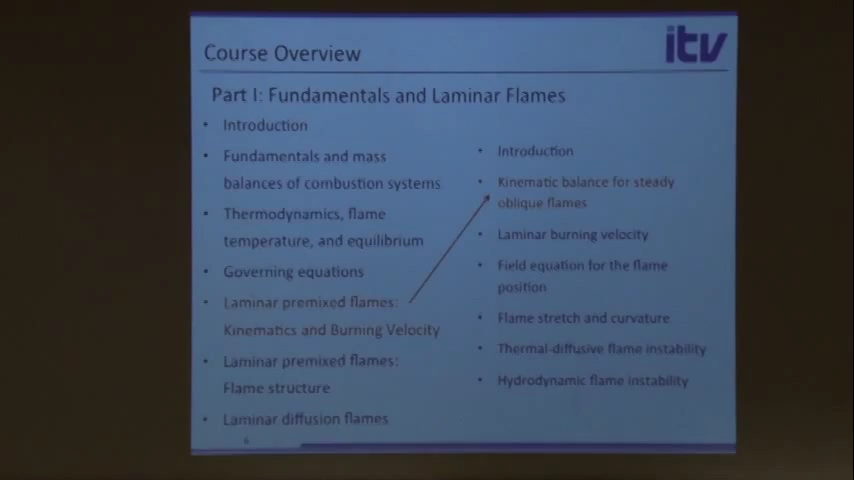 Course Overview
itv
Part I: Fundamentals and Laminar Flames
• Introduction
• Fundamentals and mass
balances of combustion systems
• Thermodynamics, flame
temperature, and equilibrium
• Governing equations
• Laminar premixed flames:
Kinematics and Burning Velocity
• Laminar premixed flames:
Flame structure
• Laminar diffusion flames
• Introduction
• Kinematic balance for steady
oblique flames
• Laminar burning velocity
• Field equation for the flame
position
• Flame stretch and curvature
• Thermal-diffusive flame instability
• Hydrodynamic flame instability
6